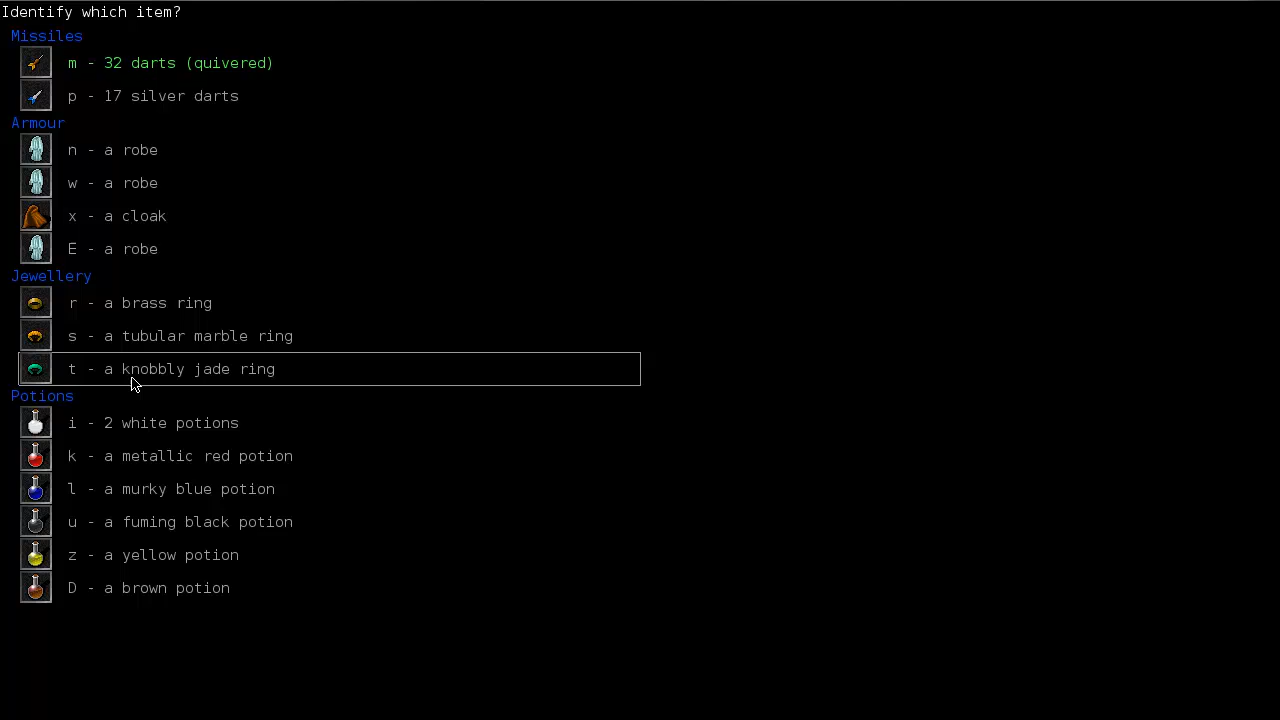 Identify which item?
Missiles
m - 32 darts (quivered)
p - 17 silver darts
Armour
n - a robe
w - a robe
x - a cloak
E - a robe
Jewellery
r - a brass ring
s - a tubular marble ring
t - a knobbly jade ring
Potions
i - 2 white potions
k - a metallic red potion
l - a murky blue potion
u - a fuming black potion
z - a yellow potion
D - a brown potion